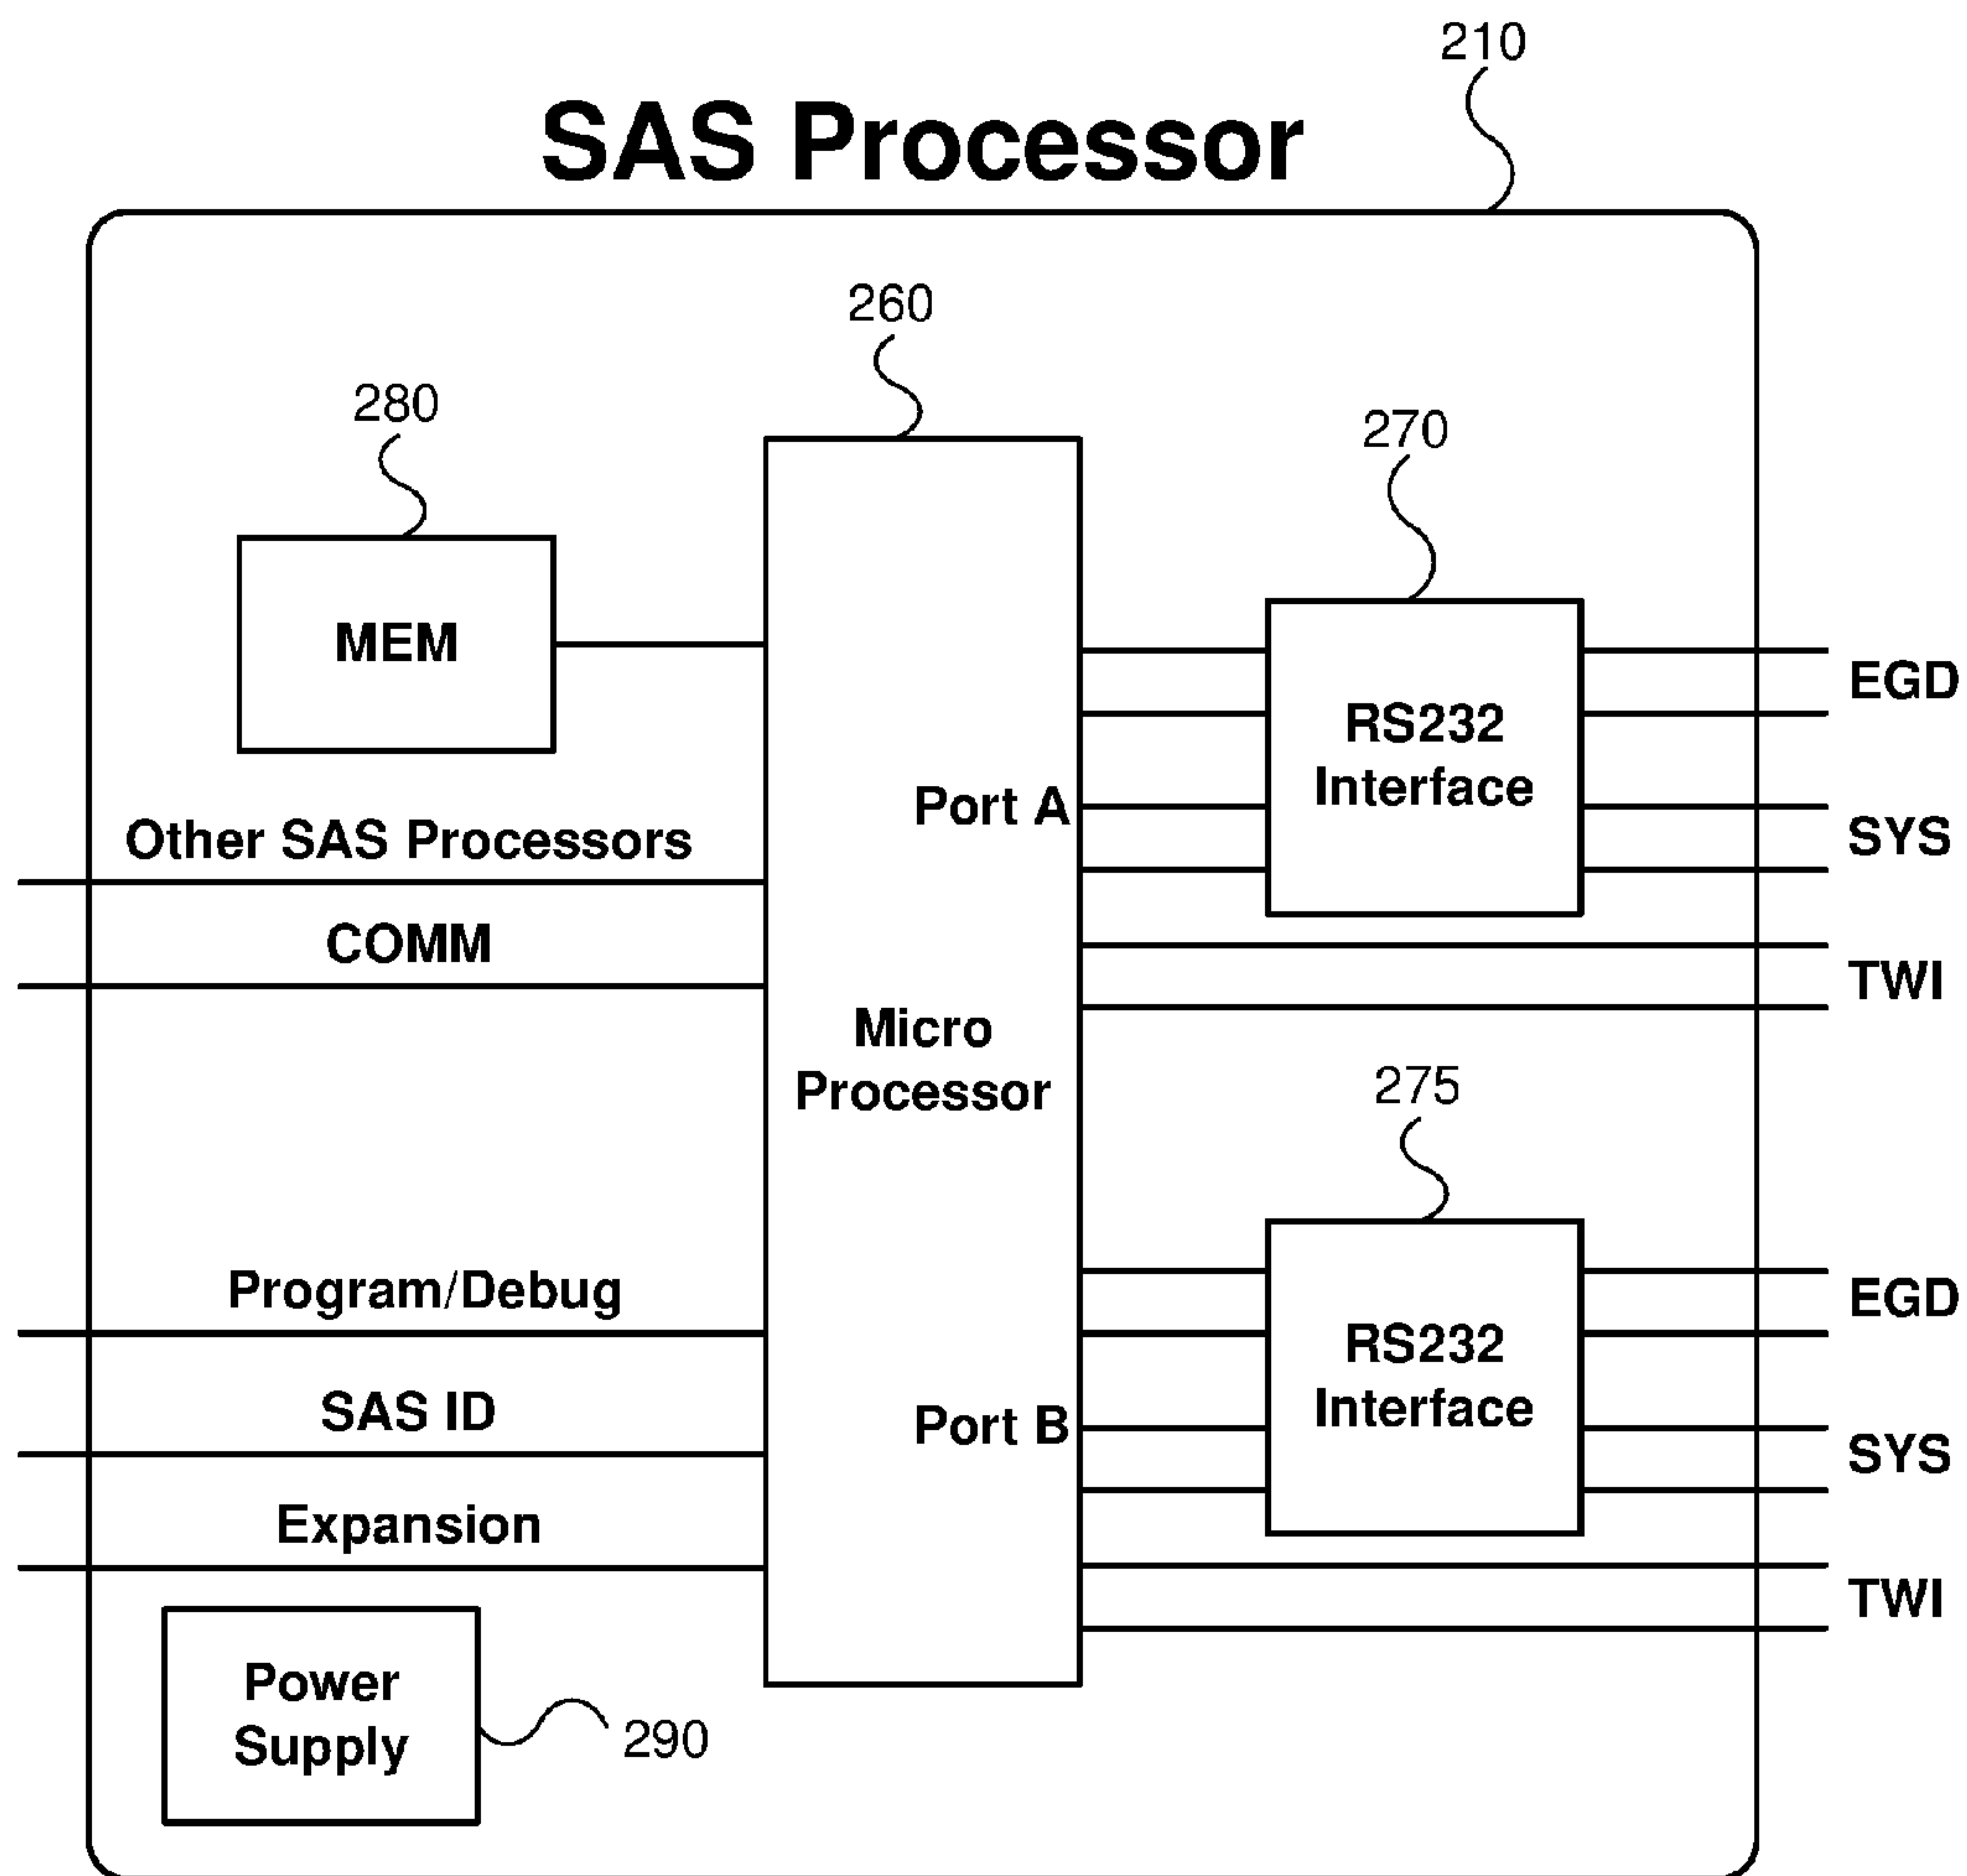 210
SAS Processor
260
280
270
MEM
EGD
RS232
Interface
Port A
Other SAS Processors
SYS
COMM
TWI
Micro
Processor
275
Program/Debug
EGD
RS232
Interface
SAS ID
Port B
SYS
Expansion
TWI
Power
Supply
290